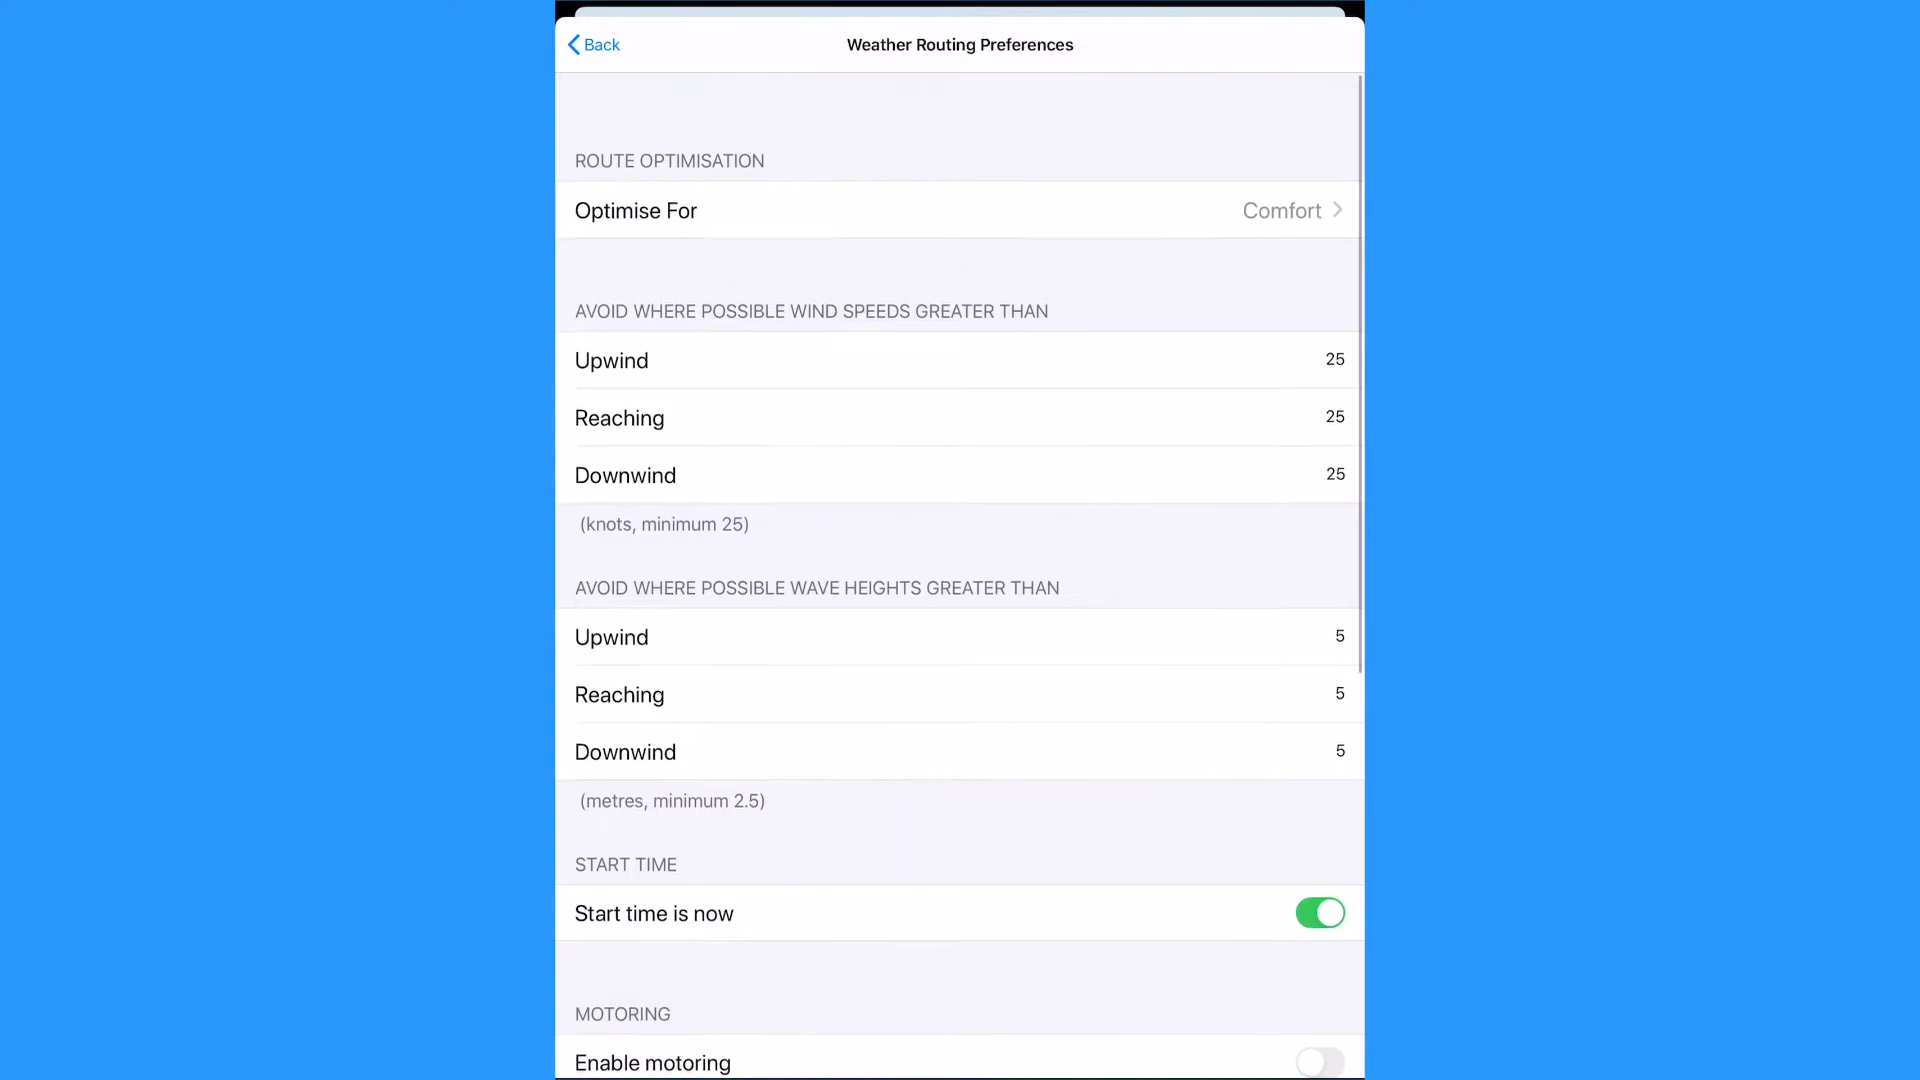 Back
Weather Routing Preferences
ROUTE OPTIMISATION
Optimise For Comfort
AVOID WHERE POSSIBLE WIND SPEEDS GREATER THAN
Upwind 25
Reaching 25
Downwind 25
(knots, minimum 25)
AVOID WHERE POSSIBLE WAVE HEIGHTS GREATER THAN
Upwind 5
Reaching 5
Downwind 5
(metres, minimum 2.5)
START TIME
Start time is now
MOTORING
Enable motoring